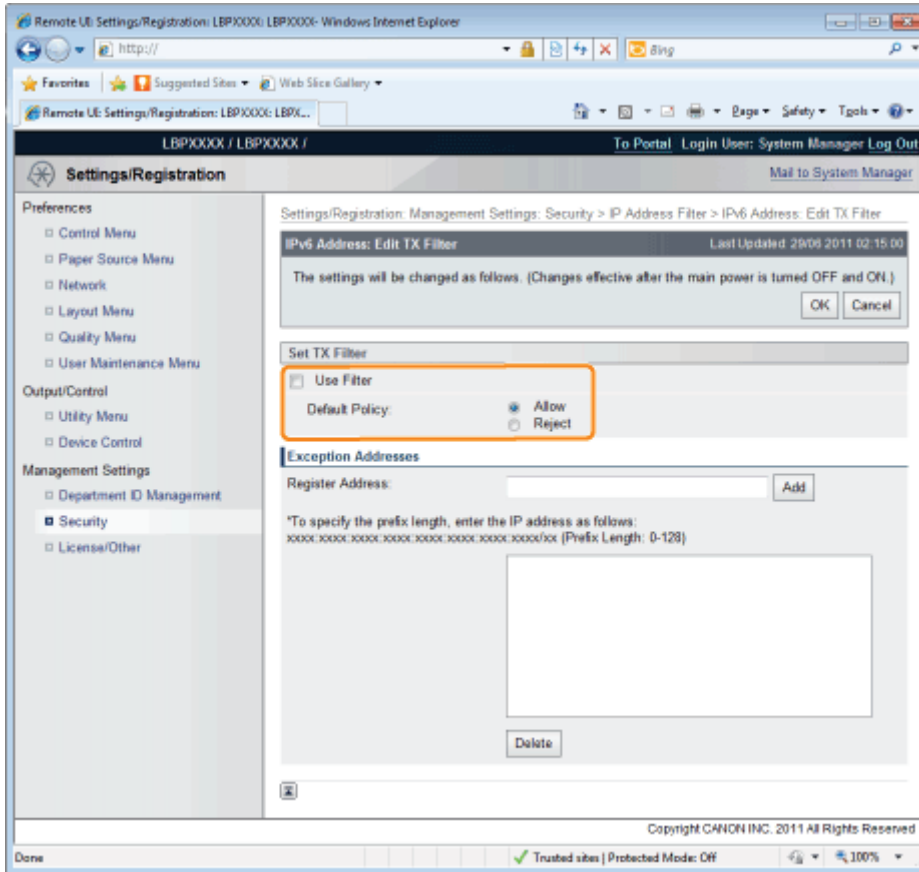 Remote UI: Settings/Registration: LBPXXXX: LBPXXXX- Windows Internet Explorer
http://
Bing
Favorites Suggested Sites Web Slice Gallery
Remote UI: Settings/Registration: LBPXXXX: LBPX...
Page Safety Tools
LBPXXXX / LBPXXXX / To Portal Login User: System Manager Log Out
Settings/Registration Mail to System Manager
Preferences
Control Menu
Paper Source Menu
Network
Layout Menu
Quality Menu
User Maintenance Menu
Output/Control
Utility Menu
Device Control
Management Settings
Department ID Management
Security
License/Other
Settings/Registration: Management Settings: Security > IP Address Filter > IPv6 Address: Edit TX Filter
IPv6 Address: Edit TX Filter Last Updated: 29/06 2011 02:15:00
The settings will be changed as follows. (Changes effective after the main power is turned OFF and ON.)
OK Cancel
Set TX Filter
Use Filter
Default Policy: Allow
Reject
Exception Addresses
Register Address: Add
*To specify the prefix length, enter the IP address as follows:
xxxx:xxxx:xxxx:xxxx:xxxx:xxxx:xxxx:xxxx/xx (Prefix Length: 0-128)
Delete
Copyright CANON INC. 2011 All Rights Reserved
Done Trusted sites | Protected Mode: Off 100%